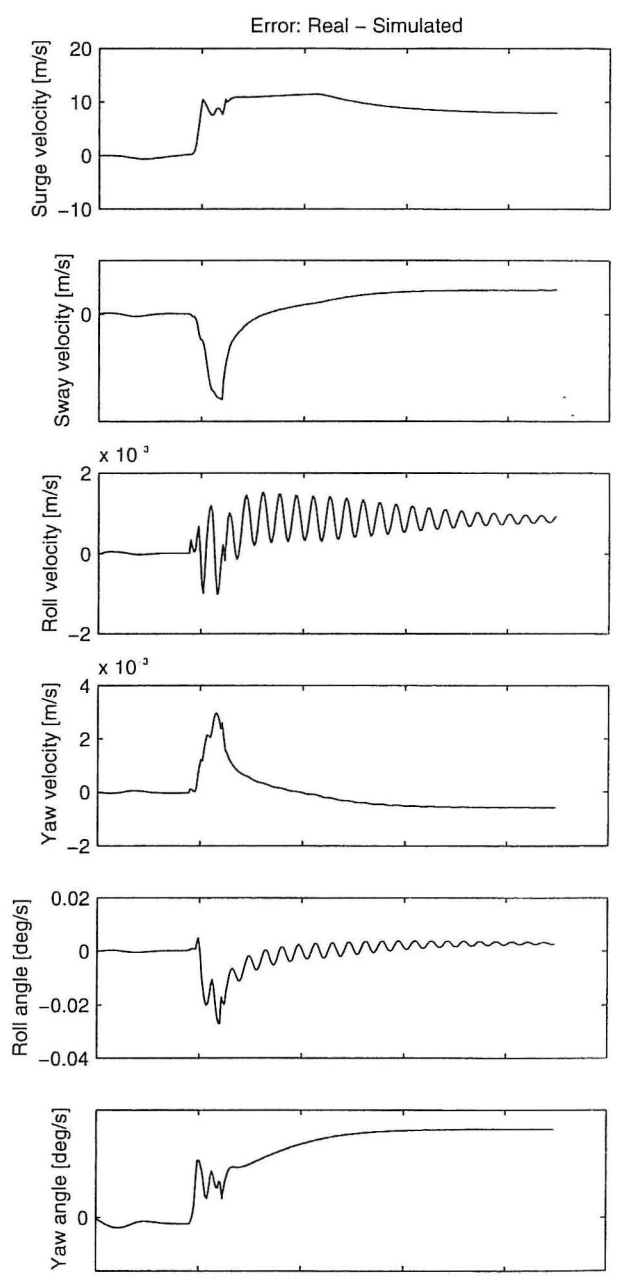 Error: Real – Simulated
Surge velocity [m/s]
20
10
0
−10
Sway velocity [m/s]
0
x 10-3
Roll velocity [m/s]
2
0
−2
x 10-3
Yaw velocity [m/s]
4
2
0
−2
Roll angle [deg/s]
0.02
0
−0.02
−0.04
Yaw angle [deg/s]
0